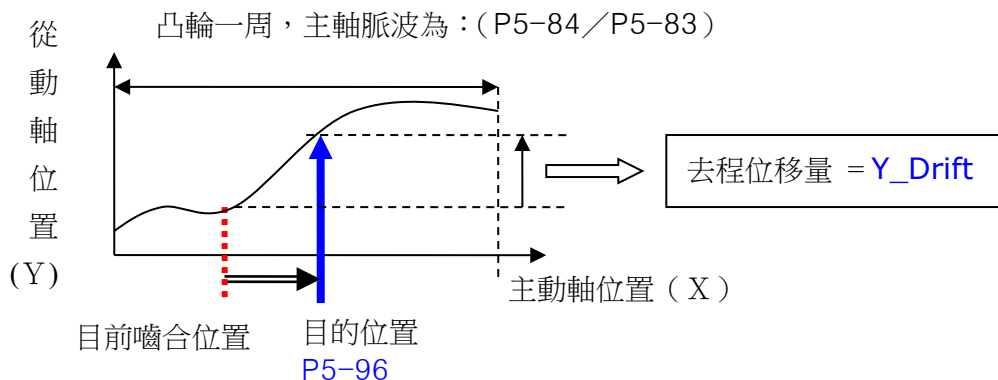 凸輪一周，主軸脈波為：(P5-84／P5-83)
從
動
軸
位
置
(Y)
去程位移量 =Y_Drift
主動軸位置（X）
目前嚙合位置
目的位置
P5-96